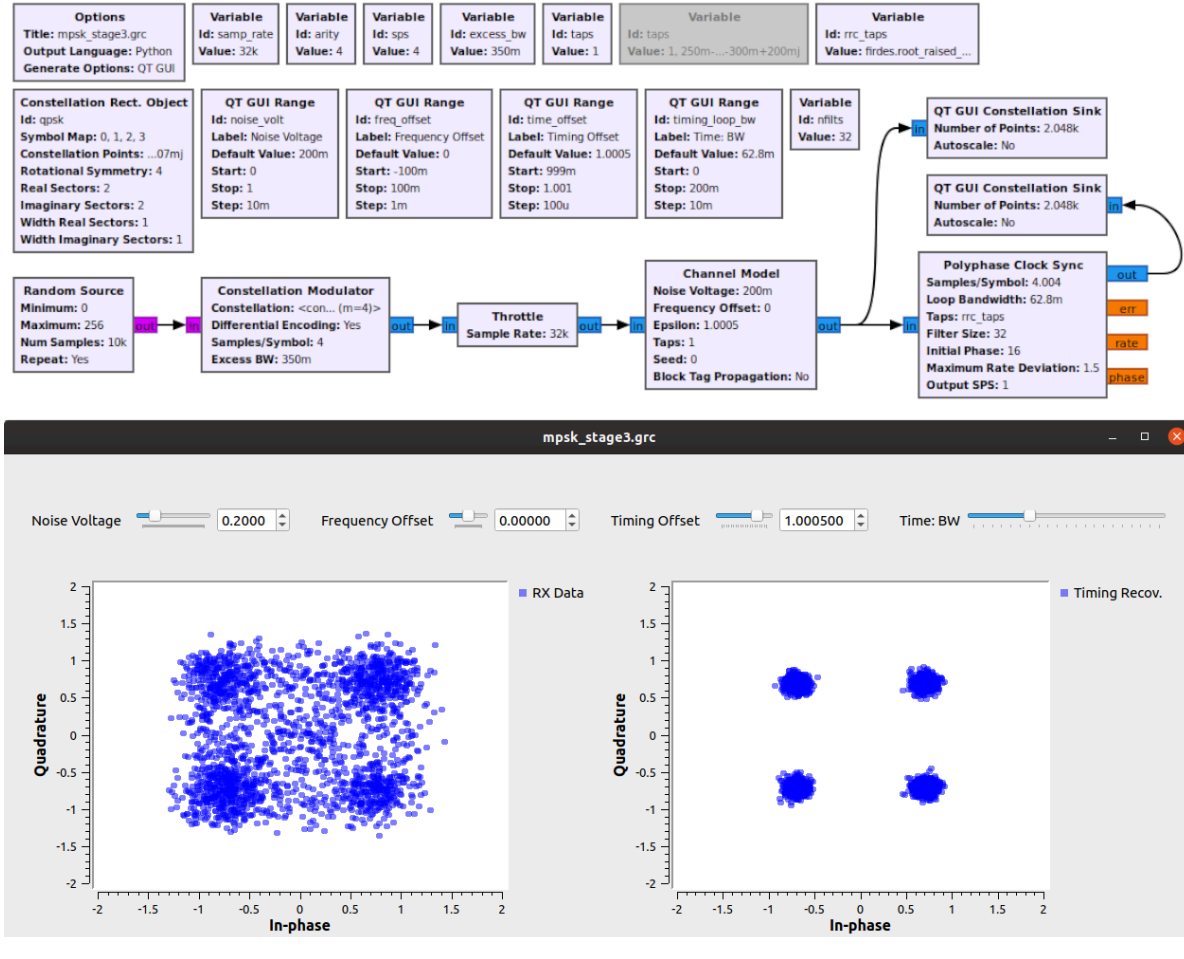 Options
Title: mpsk_stage3.grc
Output Language: Python
Generate Options: QT GUI
Variable
Id: samp_rate
Value: 32k
Variable
Id: arity
Value: 4
Variable
Id: sps
Value: 4
Variable
Id: excess_bw
Value: 350m
Variable
Id: taps
Value: 1
Variable
Id: taps
Value: 1, 250m-...-300m+200mj
Variable
Id: rrc_taps
Value: firdes.root_raised_...
Constellation Rect. Object
Id: qpsk
Symbol Map: 0, 1, 2, 3
Constellation Points: ...07mj
Rotational Symmetry: 4
Real Sectors: 2
Imaginary Sectors: 2
Width Real Sectors: 1
Width Imaginary Sectors: 1
QT GUI Range
Id: noise_volt
Label: Noise Voltage
Default Value: 200m
Start: 0
Stop: 1
Step: 10m
QT GUI Range
Id: freq_offset
Label: Frequency Offset
Default Value: 0
Start: -100m
Stop: 100m
Step: 1m
QT GUI Range
Id: time_offset
Label: Timing Offset
Default Value: 1.0005
Start: 999m
Stop: 1.001
Step: 100u
QT GUI Range
Id: timing_loop_bw
Label: Time: BW
Default Value: 62.8m
Start: 0
Stop: 200m
Step: 10m
Variable
Id: nfilts
Value: 32
in
QT GUI Constellation Sink
Number of Points: 2.048k
Autoscale: No
QT GUI Constellation Sink
Number of Points: 2.048k
Autoscale: No
in
Random Source
Minimum: 0
Maximum: 256
Num Samples: 10k
Repeat: Yes
out
in
Constellation Modulator
Constellation: <con... (m=4)>
Differential Encoding: Yes
Samples/Symbol: 4
Excess BW: 350m
out
in
Throttle
Sample Rate: 32k
out
in
Channel Model
Noise Voltage: 200m
Frequency Offset: 0
Epsilon: 1.0005
Taps: 1
Seed: 0
Block Tag Propagation: No
out
in
Polyphase Clock Sync
Samples/Symbol: 4.004
Loop Bandwidth: 62.8m
Taps: rrc_taps
Filter Size: 32
Initial Phase: 16
Maximum Rate Deviation: 1.5
Output SPS: 1
out
err
rate
phase
mpsk_stage3.grc
Noise Voltage 0.2000 Frequency Offset 0.00000 Timing Offset 1.000500 Time: BW
Quadrature
2
1.5
1
0.5
0
-0.5
-1
-1.5
-2
-2 -1.5 -1 -0.5 0 0.5 1 1.5 2
In-phase
RX Data
Quadrature
2
1.5
1
0.5
0
-0.5
-1
-1.5
-2
-2 -1.5 -1 -0.5 0 0.5 1 1.5 2
In-phase
Timing Recov.